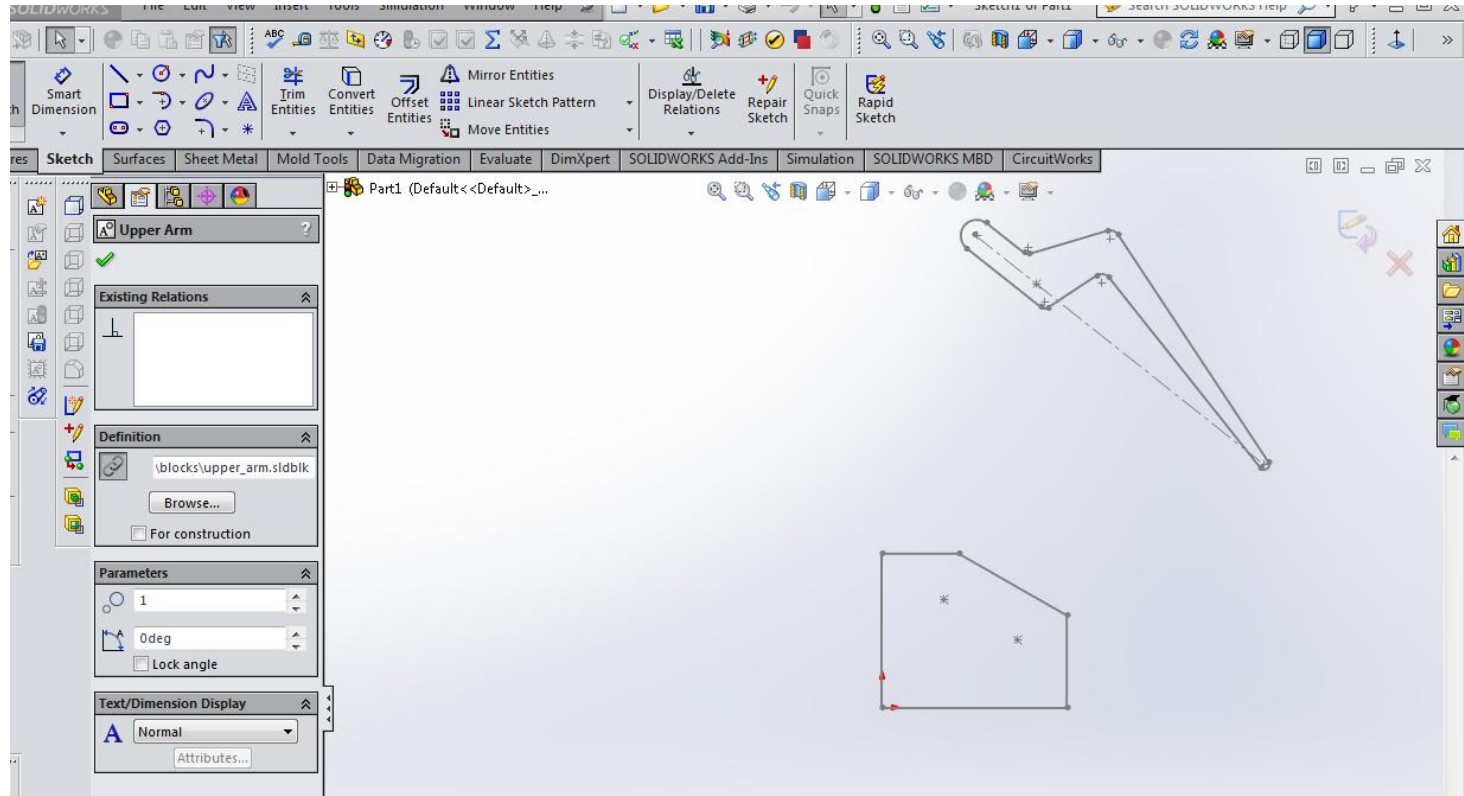 SOLIDWORKS File Edit View Insert Tools Simulation Window Help Sketch1 of Part1 Search SOLIDWORKS Help
ABC
Smart Dimension
Trim Entities
Convert Entities
Offset Entities
Mirror Entities
Linear Sketch Pattern
Move Entities
Display/Delete Relations
Repair Sketch
Quick Snaps
Rapid Sketch
Sketch Surfaces Sheet Metal Mold Tools Data Migration Evaluate DimXpert SOLIDWORKS Add-Ins Simulation SOLIDWORKS MBD CircuitWorks
Part1 (Default<<Default>_...
Upper Arm ?
Existing Relations
Definition
\blocks\upper_arm.sldblk
Browse...
For construction
Parameters
1
0deg
Lock angle
Text/Dimension Display
A Normal
Attributes...